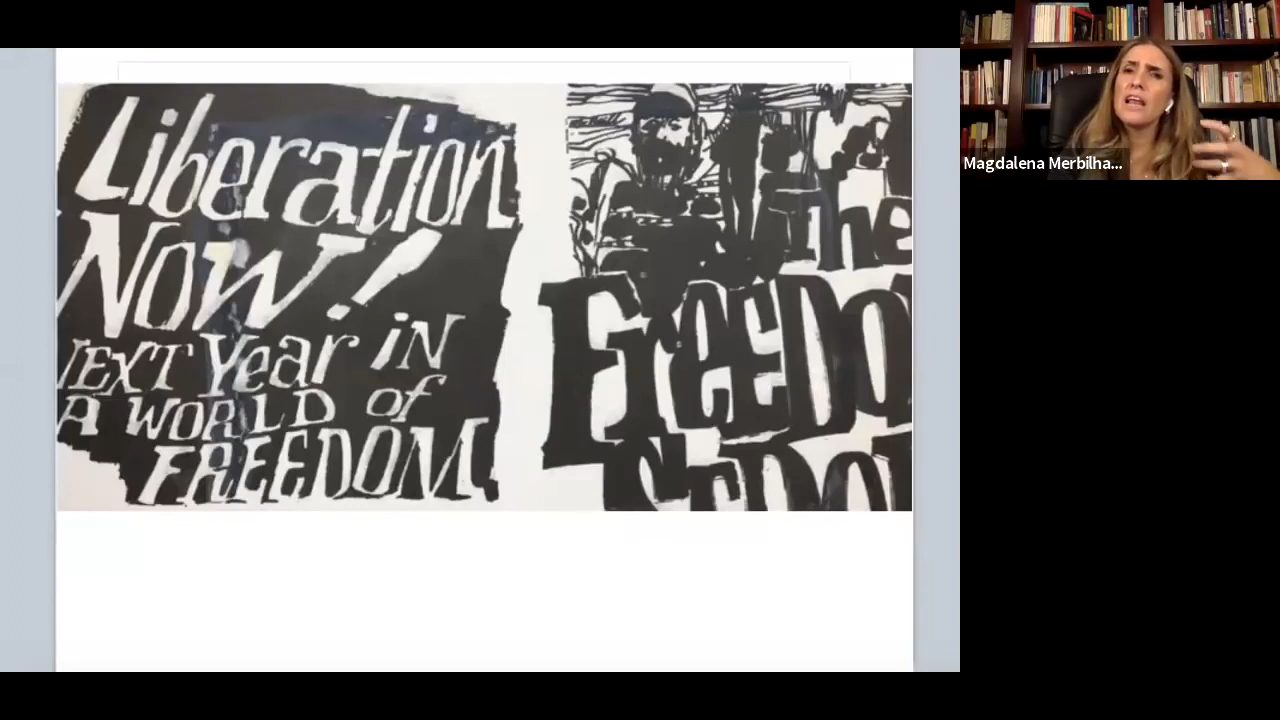 Liberation
Now!
EXT Year iN
A WORLD of
FREEDOM
The
FREEDO
Magdalena Merbilha...